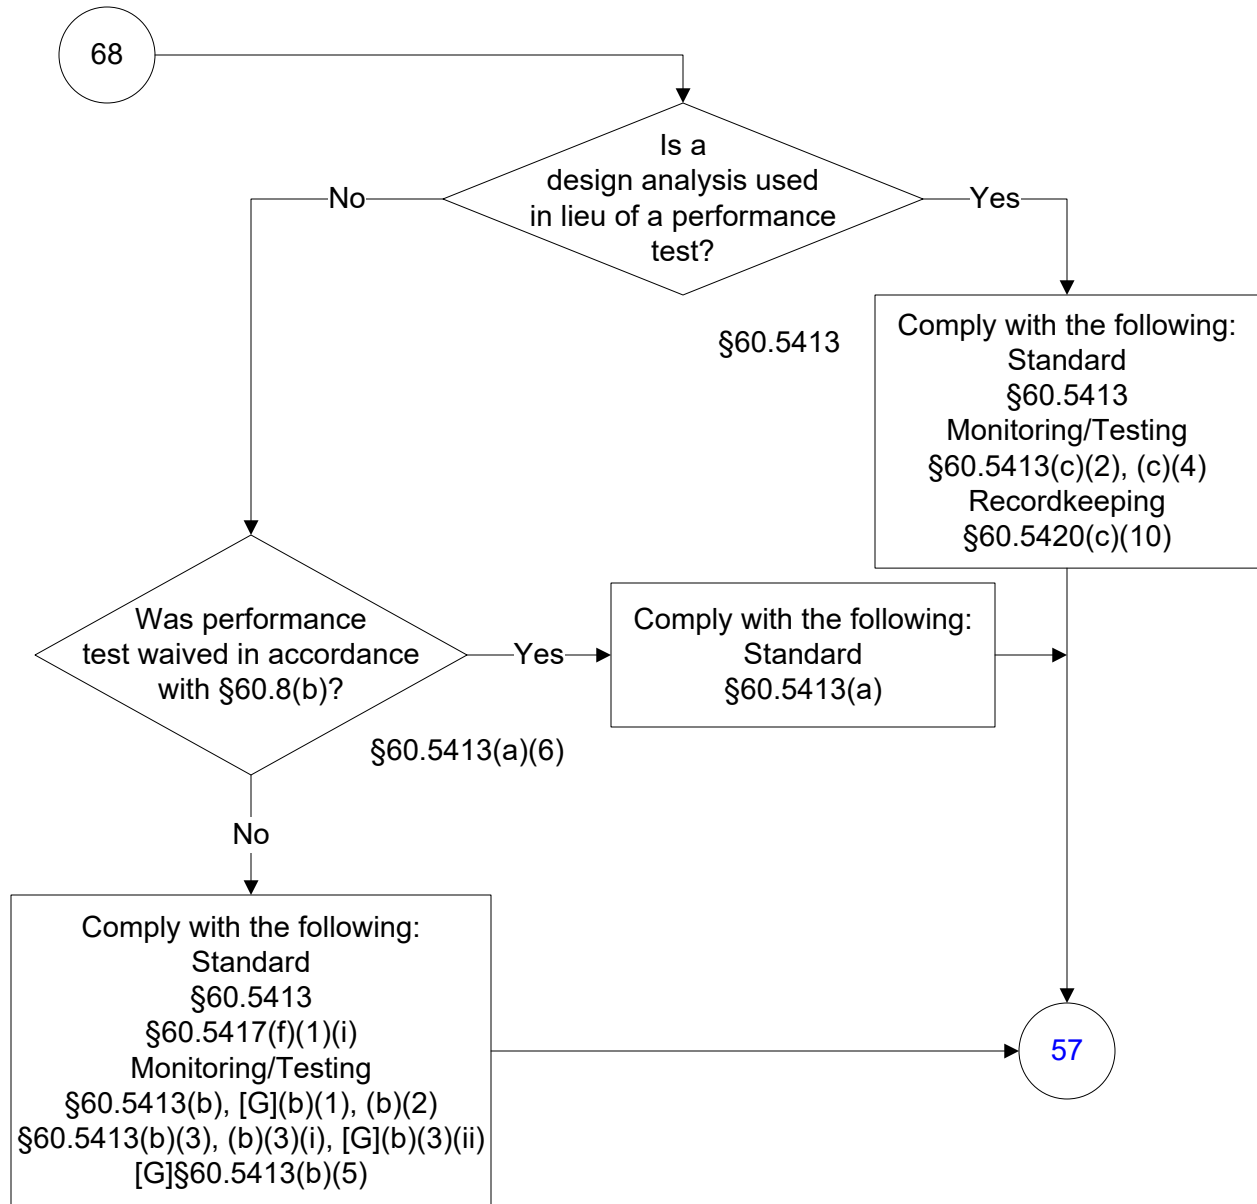 68
Is a
design analysis used
in lieu of a performance
test?
No
Yes
§60.5413
Comply with the following:
Standard
§60.5413
Monitoring/Testing
§60.5413(c)(2), (c)(4)
Recordkeeping
§60.5420(c)(10)
Was performance
test waived in accordance
with §60.8(b)?
Yes
§60.5413(a)(6)
Comply with the following:
Standard
§60.5413(a)
No
Comply with the following:
Standard
§60.5413
§60.5417(f)(1)(i)
Monitoring/Testing
§60.5413(b), [G](b)(1), (b)(2)
§60.5413(b)(3), (b)(3)(i), [G](b)(3)(ii)
[G]§60.5413(b)(5)
57